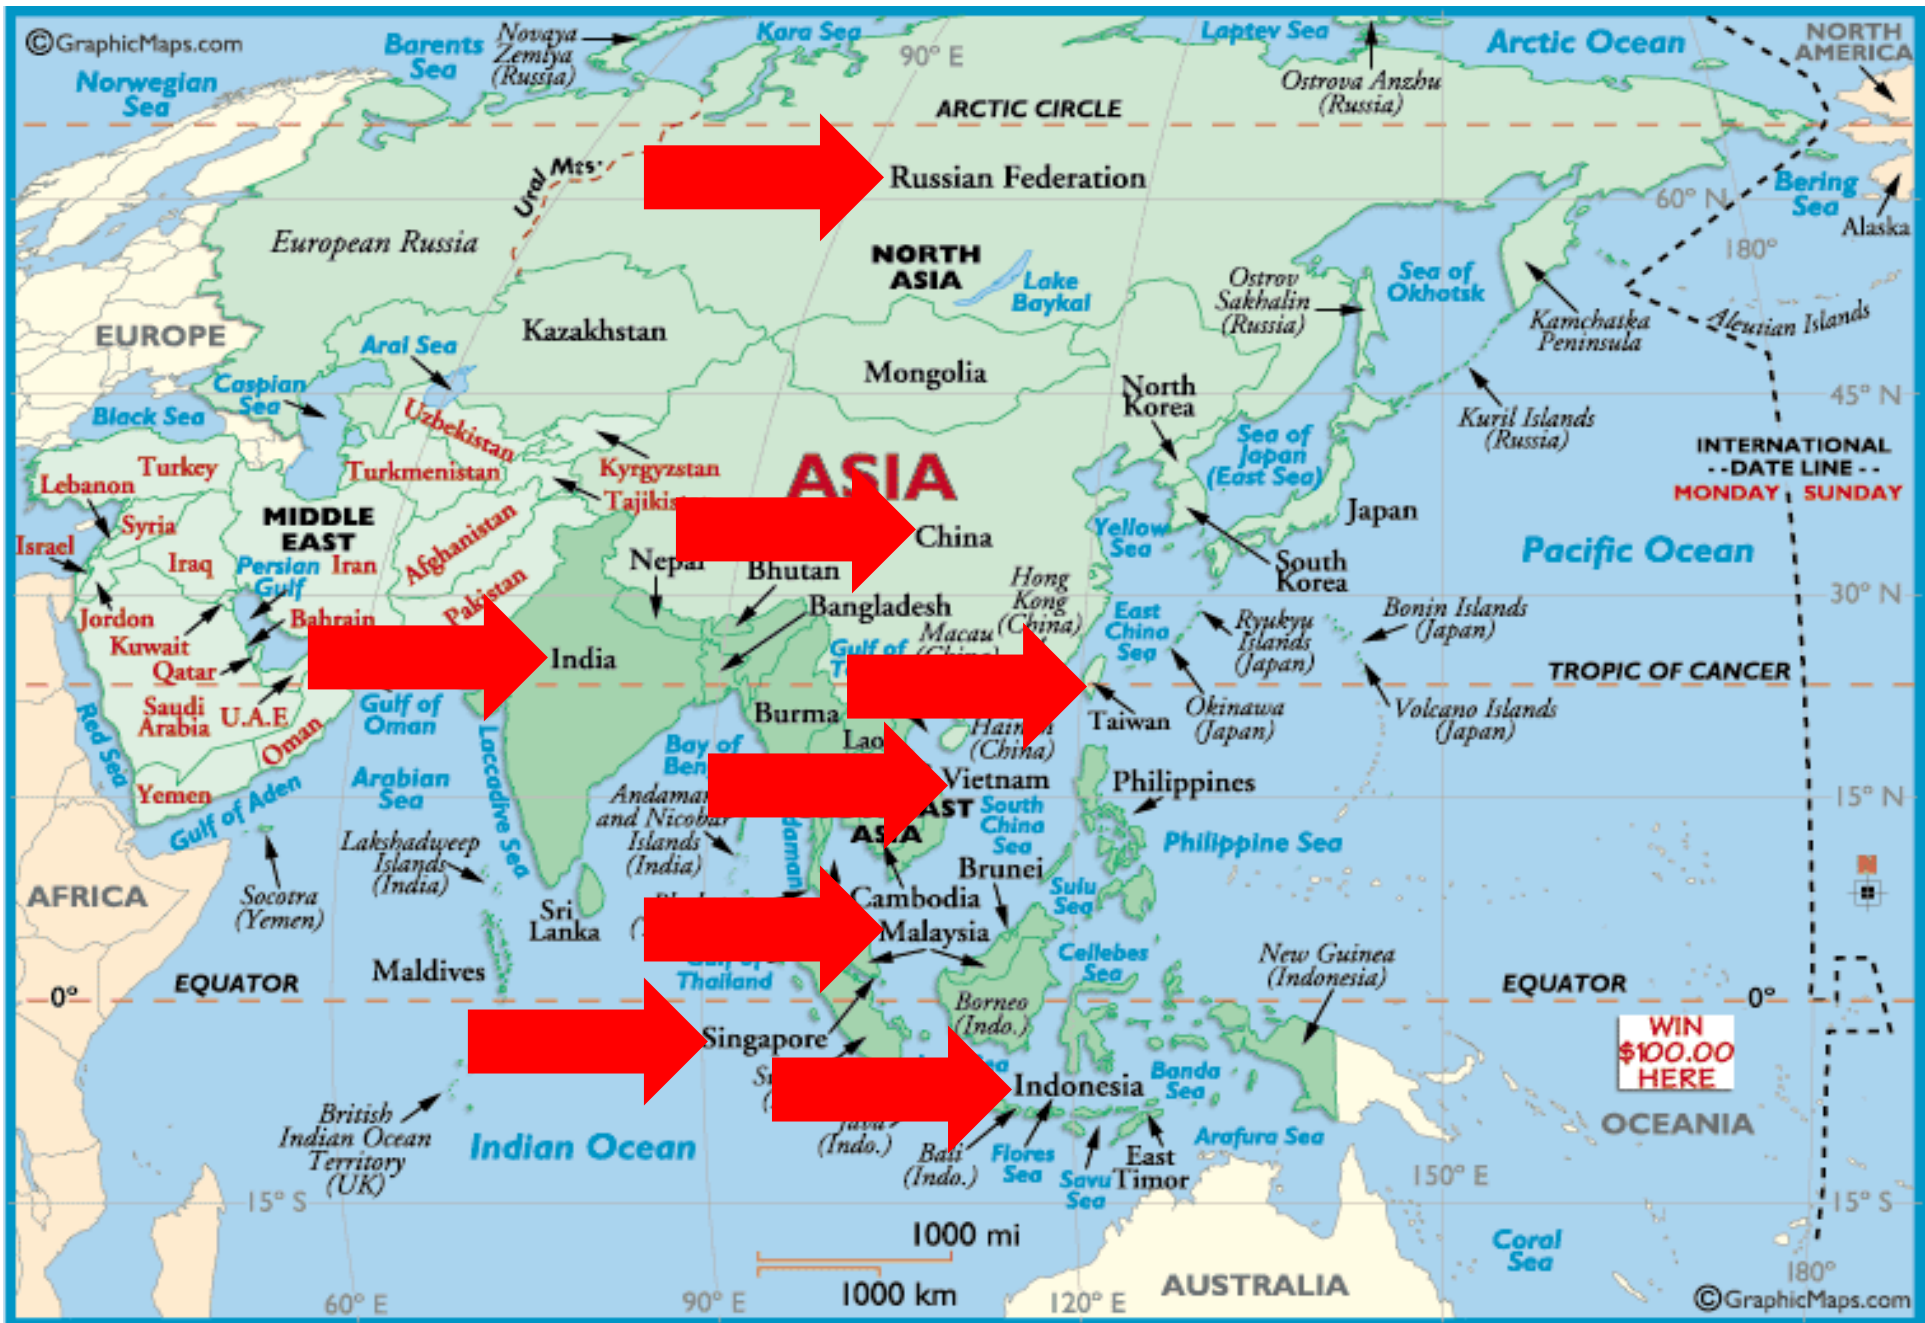 ©GraphicMaps.com
Norwegian
Sea
Barents
Sea
Novaya
Zemlya
(Russia)
Kara Sea
90° E
Laptev Sea
Ostrova Anzhu
(Russia)
Arctic Ocean
NORTH
AMERICA
ARCTIC CIRCLE
Ural Mts.
Russian Federation
Bering
Sea
60° N
Alaska
180°
European Russia
NORTH
ASIA
Lake
Baykal
Ostrov
Sakhalin
(Russia)
Sea of
Okhotsk
Kamchatka
Peninsula
Aleutian Islands
EUROPE
Aral Sea
Kazakhstan
Mongolia
North
Korea
Caspian
Sea
Black Sea
Uzbekistan
45° N
Kuril Islands
(Russia)
Sea of
Japan
(East Sea)
INTERNATIONAL
- - DATE LINE - -
MONDAY SUNDAY
Turkey
Turkmenistan
Kyrgyzstan
ASIA
Lebanon
MIDDLE
EAST
Syria
Afghanistan
China
Yellow
Sea
Japan
Israel
Iraq
Persian
Gulf
Iran
Nepal
Bhutan
South
Korea
Pacific Ocean
Pakistan
Bangladesh
Hong
Kong
(China)
30° N
Jordon
Kuwait
Bahrain
Macau
East
China
Sea
Ryukyu
Islands
(Japan)
Bonin Islands
(Japan)
Qatar
India
Gulf of
TROPIC OF CANCER
Saudi
Arabia
U.A.E
Oman
Gulf of
Oman
Red Sea
Burma
Taiwan
Okinawa
(Japan)
Volcano Islands
(Japan)
Laccadive Sea
Bay of
(China)
Yemen
Gulf of Aden
Arabian
Sea
Vietnam
Philippines
15° N
and Nicobar
Islands
(India)
ASIA
South
China
Sea
Philippine Sea
Lakshadweep
Islands
(India)
Brunei
N
AFRICA
Socotra
(Yemen)
Sri
Lanka
Cambodia
Sulu
Sea
Malaysia
Maldives
Thailand
Cellebes
Sea
New Guinea
(Indonesia)
EQUATOR
EQUATOR
0°
0°
Borneo
(Indo.)
Singapore
WIN
$100.00
HERE
Indonesia
Banda
Sea
British
Indian Ocean
Territory
(UK)
Indian Ocean
Java
(Indo.)
Bali
(Indo.)
Flores
Sea
Savu
Sea
East
Timor
Arafura Sea
OCEANIA
15° S
150° E
15° S
1000 mi
1000 km
Coral
Sea
AUSTRALIA
60° E
90° E
120° E
180°
©GraphicMaps.com